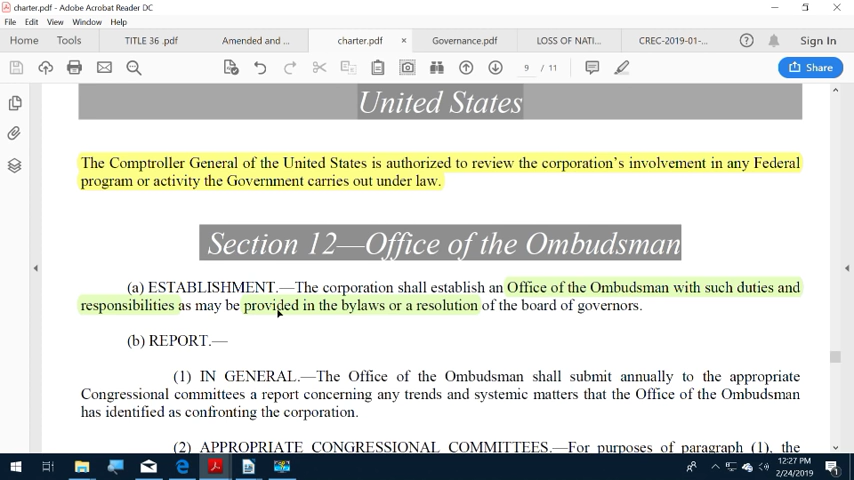 charter.pdf - Adobe Acrobat Reader DC
File Edit View Window Help
Home Tools TITLE 36 .pdf Amended and ... charter.pdf × Governance.pdf LOSS OF NATI... CREC-2019-01-... Sign In
9 / 11 Share
United States
The Comptroller General of the United States is authorized to review the corporation's involvement in any Federal
program or activity the Government carries out under law.
Section 12—Office of the Ombudsman
(a) ESTABLISHMENT.—The corporation shall establish an Office of the Ombudsman with such duties and
responsibilities as may be provided in the bylaws or a resolution of the board of governors.
(b) REPORT.—
(1) IN GENERAL.—The Office of the Ombudsman shall submit annually to the appropriate
Congressional committees a report concerning any trends and systemic matters that the Office of the Ombudsman
has identified as confronting the corporation.
(2) APPROPRIATE CONGRESSIONAL COMMITTEES.—For purposes of paragraph (1), the
12:27 PM
2/24/2019